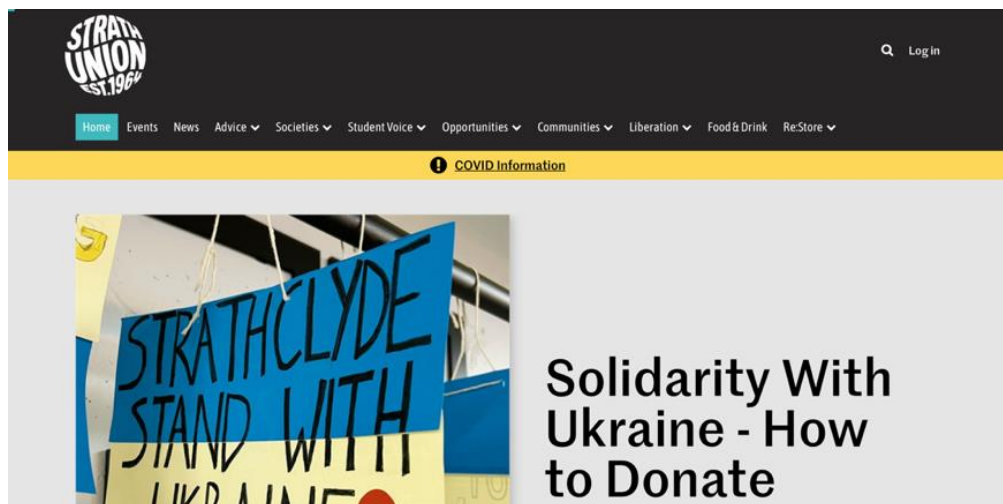 STRATH
UNION
EST.1964
Log in
Home Events News Advice Societies Student Voice Opportunities Communities Liberation Food & Drink Re:Store
COVID Information
STRATHCLYDE
STAND WITH
UKRAINE
Solidarity With
Ukraine - How
to Donate